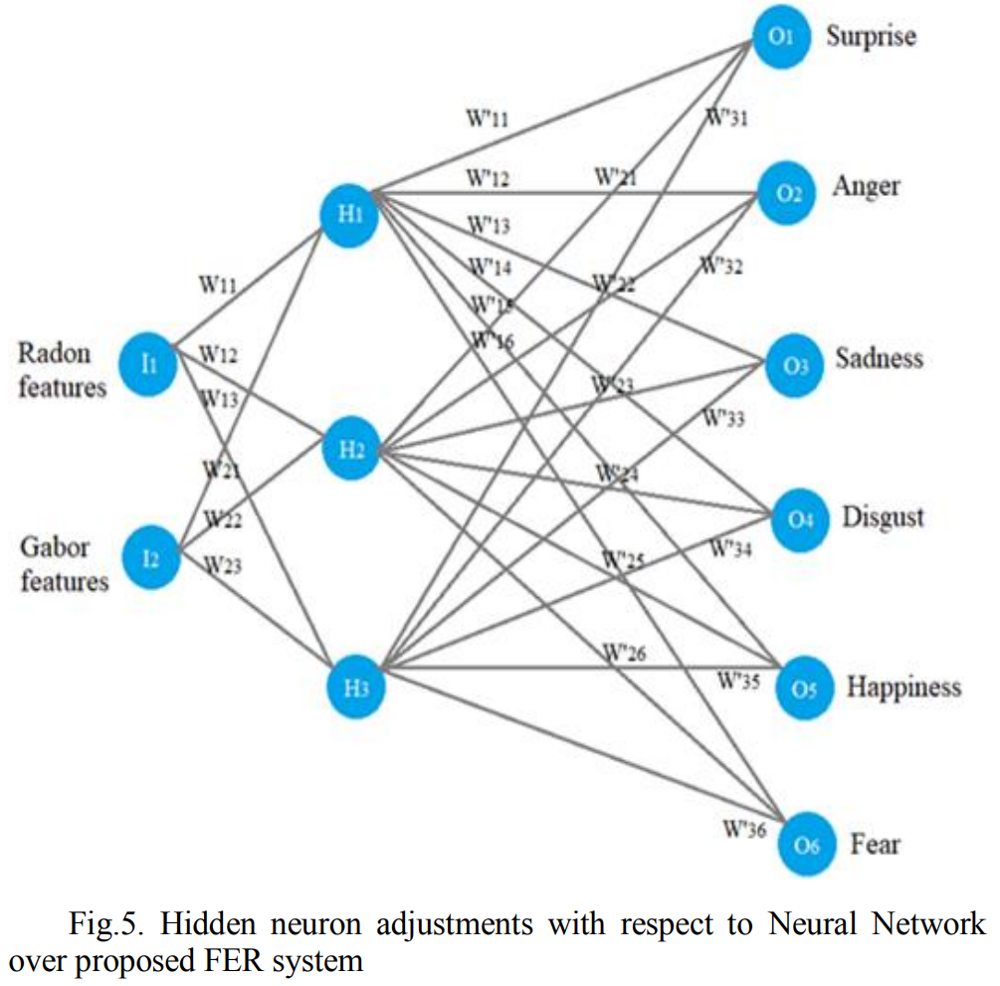 O1 Surprise
W'11
W'31
W'12
W'21
O2 Anger
H1
W'13
W'14
W'32
W11
W'22
W'15
W'16
Radon
features
I1
W12
O3 Sadness
W'23
W13
W'33
H2
W21
W'24
W22
O4 Disgust
Gabor
features
I2
W23
W'34
W'25
W'26
W'35
H3
O5 Happiness
W'36
O6 Fear
Fig.5. Hidden neuron adjustments with respect to Neural Network
over proposed FER system